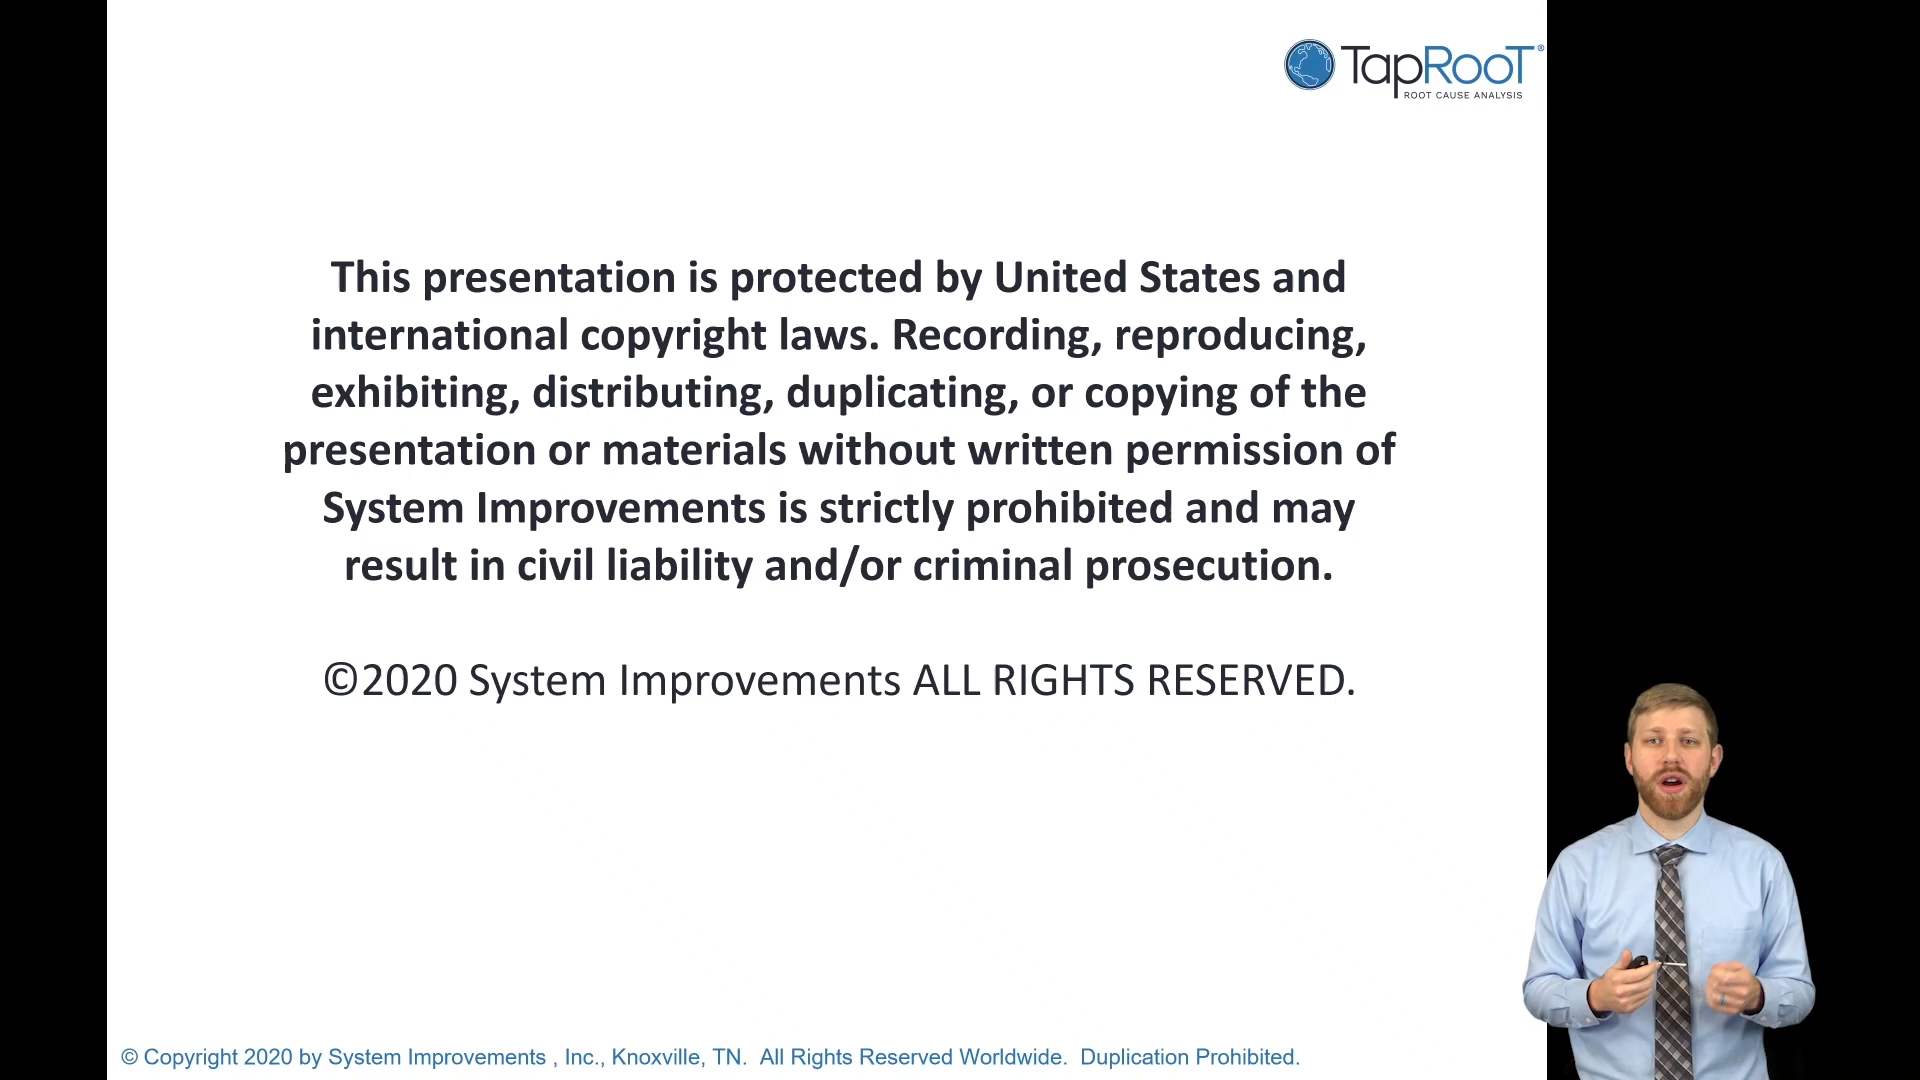 TapRooT®
ROOT CAUSE ANALYSIS
This presentation is protected by United States and
international copyright laws. Recording, reproducing,
exhibiting, distributing, duplicating, or copying of the
presentation or materials without written permission of
System Improvements is strictly prohibited and may
result in civil liability and/or criminal prosecution.
©2020 System Improvements ALL RIGHTS RESERVED.
© Copyright 2020 by System Improvements , Inc., Knoxville, TN.  All Rights Reserved Worldwide.  Duplication Prohibited.